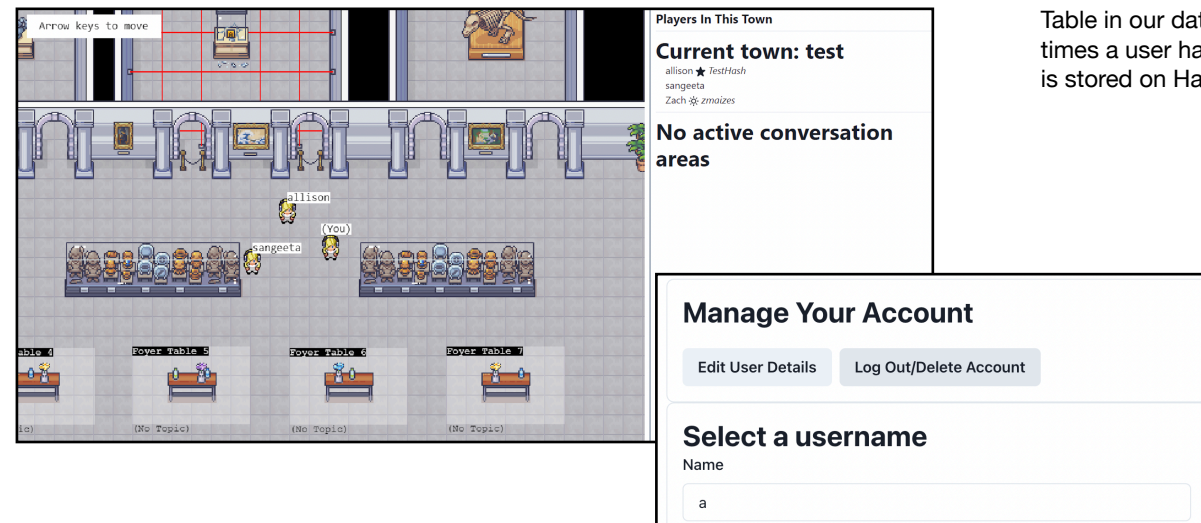 Arrow keys to move
allison
(You)
sangeeta
Foyer Table 5
Foyer Table 6
Foyer Table 7
(No Topic)
(No Topic)
(No Topic)
Players In This Town
Current town: test
allison ★ TestHash
sangeeta
Zach zmaizes
No active conversation
areas
Table in our dat
times a user ha
is stored on Ha
Manage Your Account
Edit User Details
Log Out/Delete Account
Select a username
Name
a